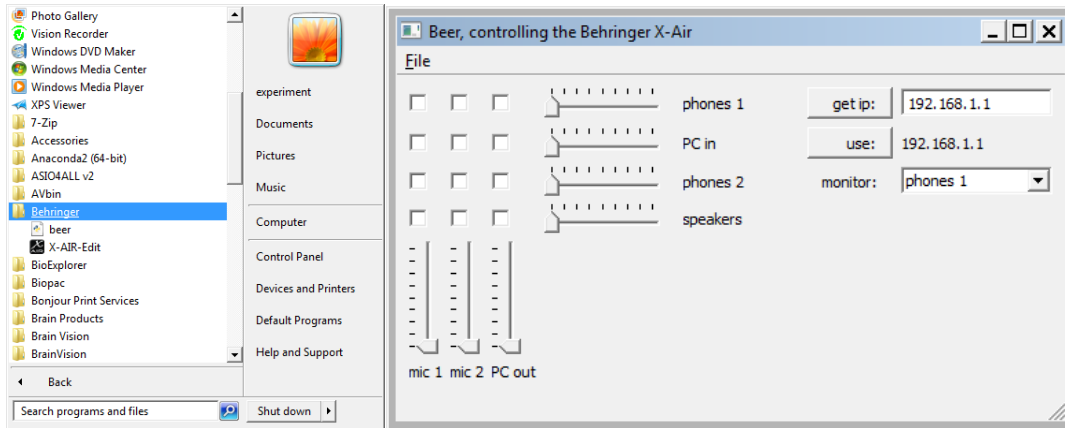 Photo Gallery
Vision Recorder
Windows DVD Maker
Windows Media Center
Windows Media Player
XPS Viewer
7-Zip
Accessories
Anaconda2 (64-bit)
ASIO4ALL v2
AVbin
Behringer
beer
X-AIR-Edit
BioExplorer
Biopac
Bonjour Print Services
Brain Products
Brain Vision
BrainVision
Back
Search programs and files
experiment
Documents
Pictures
Music
Computer
Control Panel
Devices and Printers
Default Programs
Help and Support
Shut down
Beer, controlling the Behringer X-Air
File
phones 1 get ip: 192.168.1.1
PC in use: 192.168.1.1
phones 2 monitor: phones 1
speakers
mic 1 mic 2 PC out